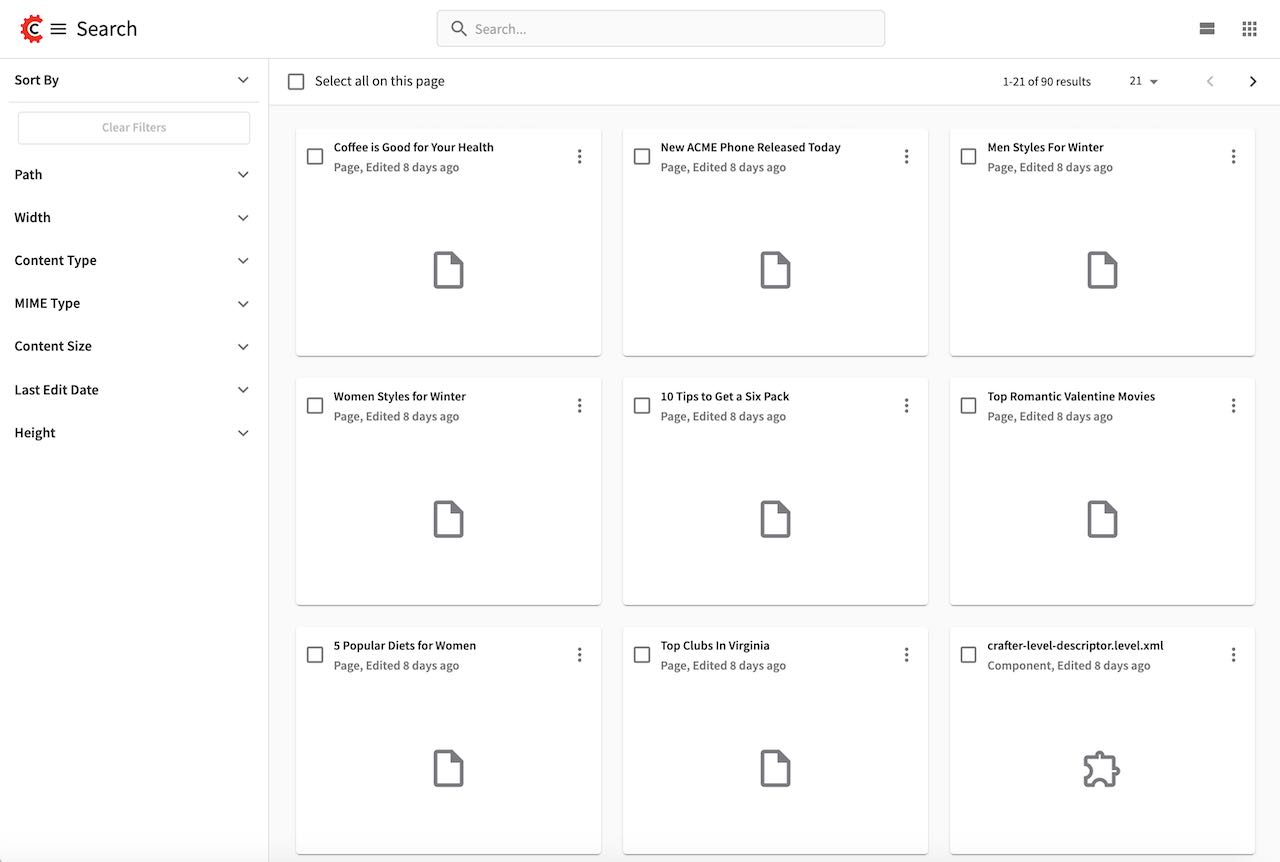 C
Search
Search...
Sort By
Clear Filters
Path
Width
Content Type
MIME Type
Content Size
Last Edit Date
Height
Select all on this page
1-21 of 90 results
21
Coffee is Good for Your Health
Page, Edited 8 days ago
New ACME Phone Released Today
Page, Edited 8 days ago
Men Styles For Winter
Page, Edited 8 days ago
Women Styles for Winter
Page, Edited 8 days ago
10 Tips to Get a Six Pack
Page, Edited 8 days ago
Top Romantic Valentine Movies
Page, Edited 8 days ago
5 Popular Diets for Women
Page, Edited 8 days ago
Top Clubs In Virginia
Page, Edited 8 days ago
crafter-level-descriptor.level.xml
Component, Edited 8 days ago